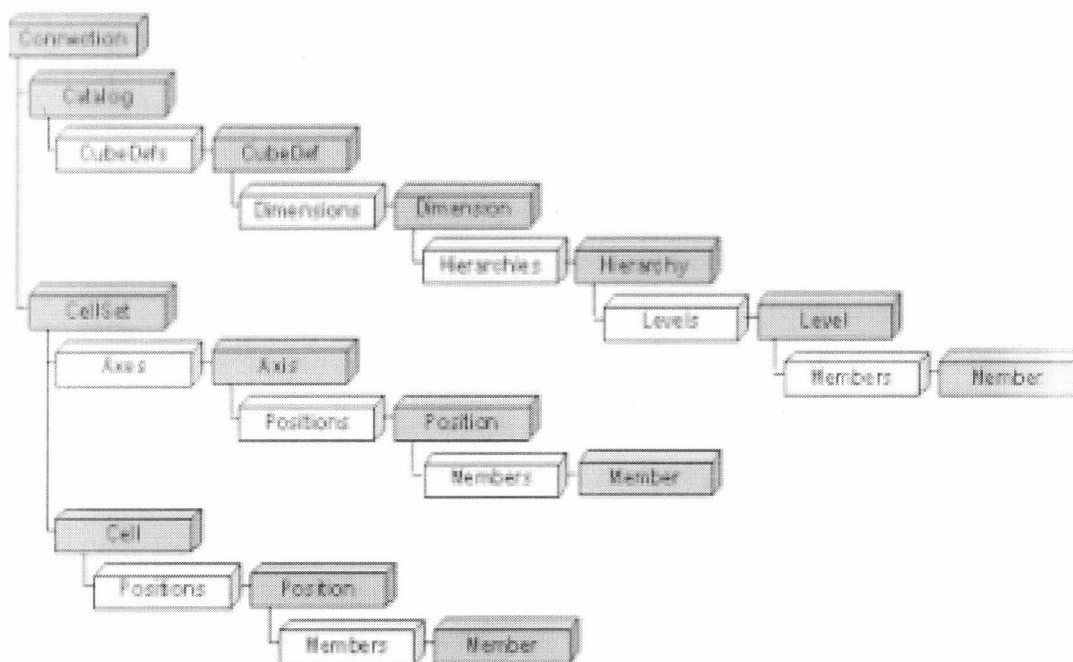 Connection
Catalog
CubeDefs CubeDef
Dimensions Dimension
Hierarchies Hierarchy
CellSet Levels Level
Axes Axis Members Member
Positions Position
Members Member
Cell
Positions Position
Members Member